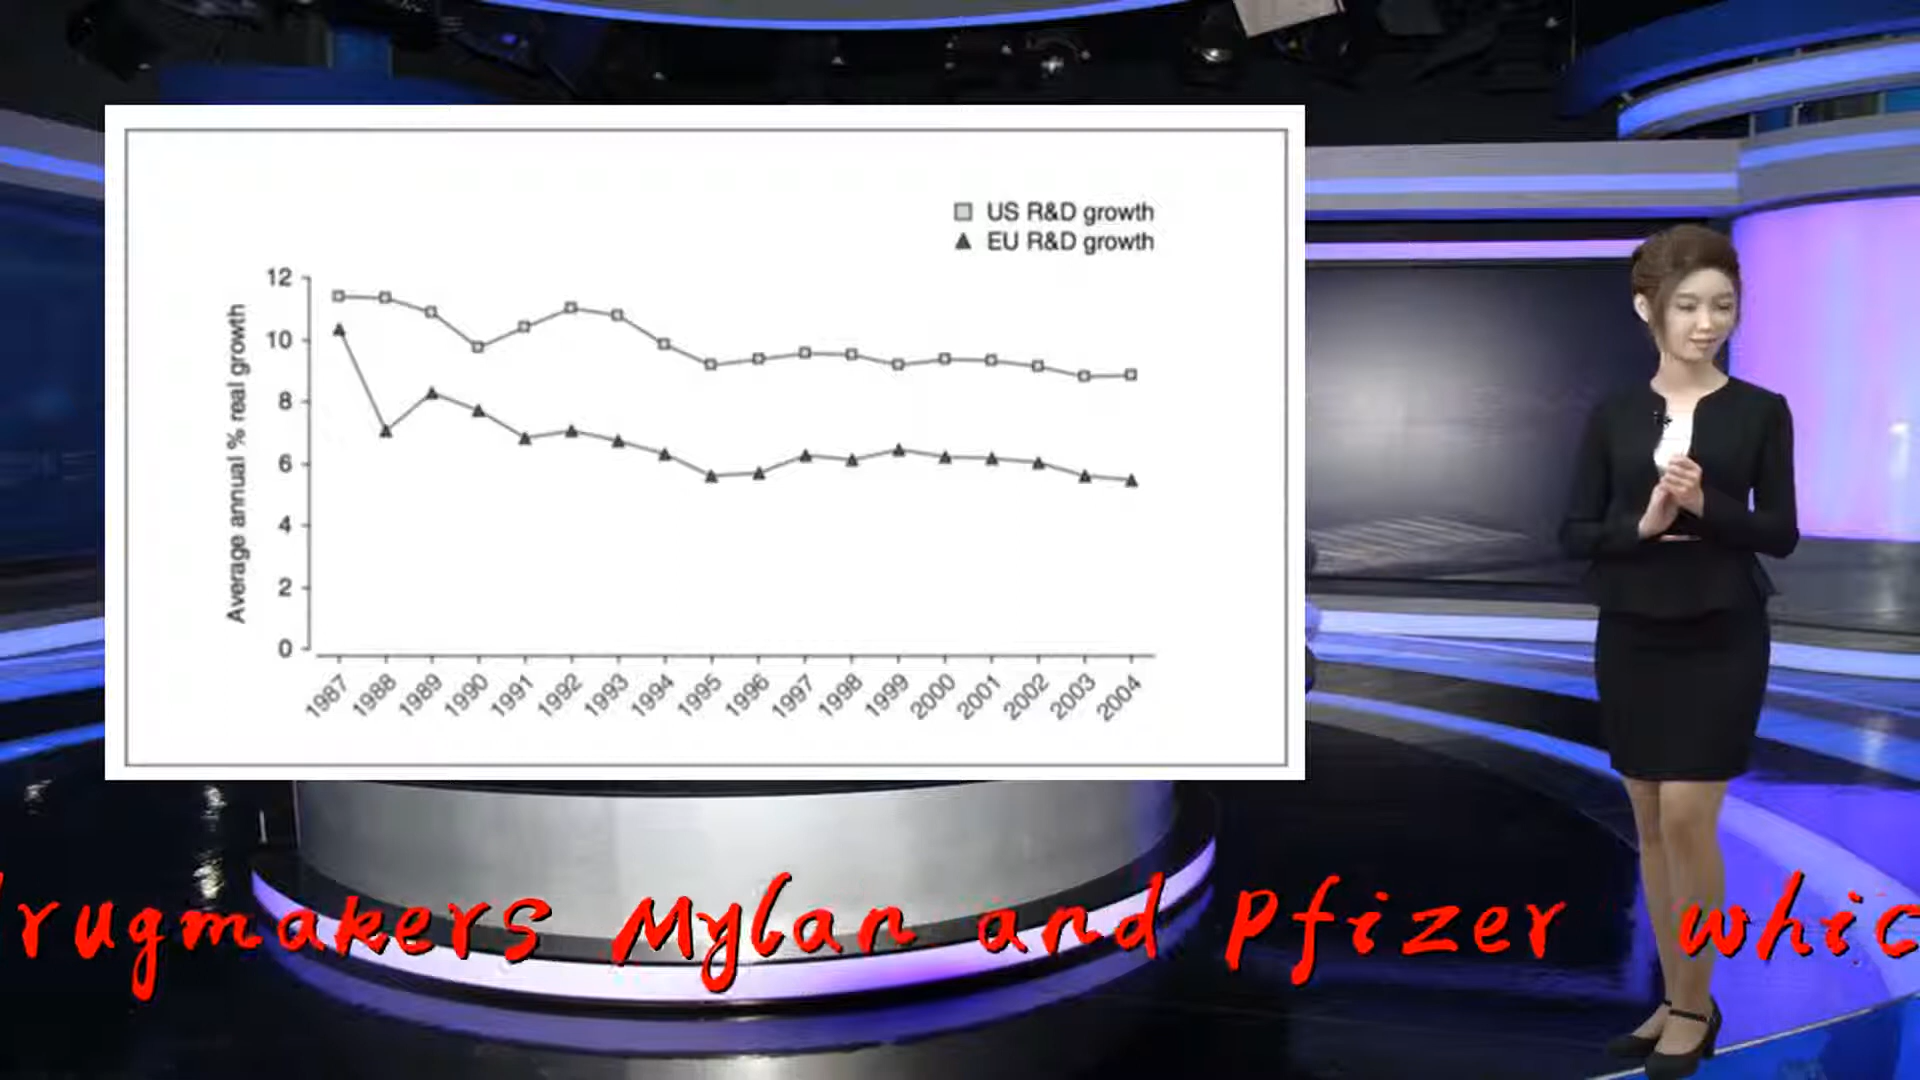 US R&D growth
EU R&D growth
Average annual % real growth
12
10
8
6
4
2
0
1987 1988 1989 1990 1991 1992 1993 1994 1995 1996 1997 1998 1999 2000 2001 2002 2003 2004
rugmakers Mylan and Pfizer whic